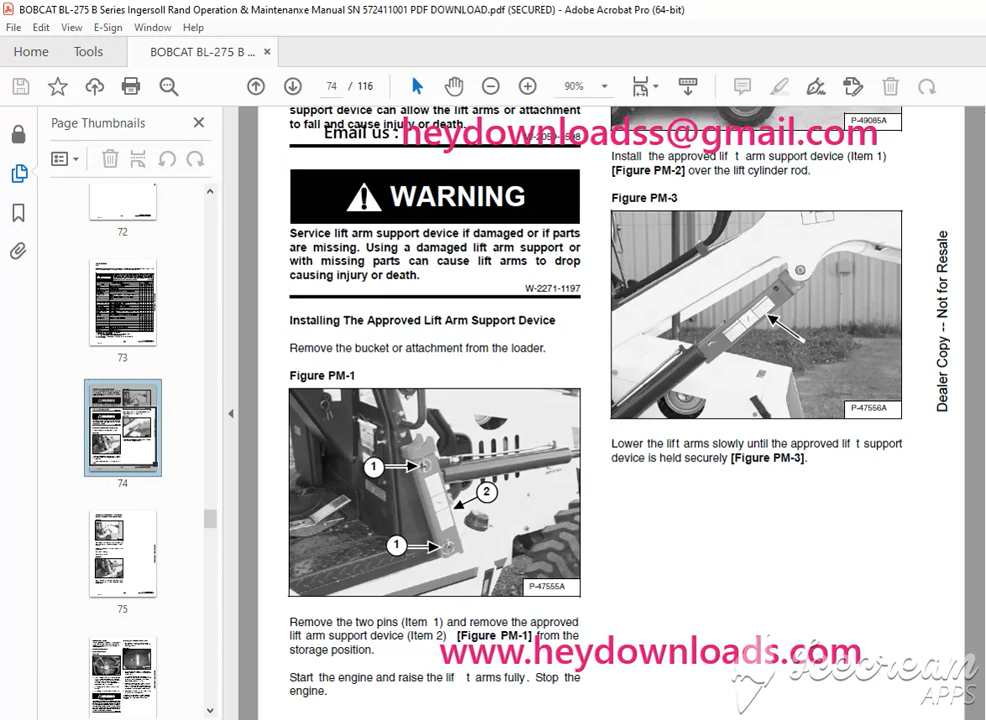 BOBCAT BL-275 B Series Ingersoll Rand Operation & Maintenanxe Manual SN 572411001 PDF DOWNLOAD.pdf (SECURED) - Adobe Acrobat Pro (64-bit)
File Edit View E-Sign Window Help
Home Tools BOBCAT BL-275 B ... ×
74 / 116 90%
Page Thumbnails
72
73
74
75
support device can allow the lift arms or attachment
to fall and cause injury or death.
Email us : heydownloadss@gmail.com
WARNING
Service lift arm support device if damaged or if parts
are missing. Using a damaged lift arm support or
with missing parts can cause lift arms to drop
causing injury or death.
W-2271-1197
Installing The Approved Lift Arm Support Device
Remove the bucket or attachment from the loader.
Figure PM-1
1
2
1
P-47555A
Remove the two pins (Item 1) and remove the approved
lift arm support device (Item 2) [Figure PM-1] from the
storage position.
Start the engine and raise the lif t arms fully. Stop the
engine.
P-49085A
Install the approved lif t arm support device (Item 1)
[Figure PM-2] over the lift cylinder rod.
Figure PM-3
P-47556A
Lower the lift arms slowly until the approved lif t support
device is held securely [Figure PM-3].
Dealer Copy -- Not for Resale
www.heydownloads.com
Icecream
APPS